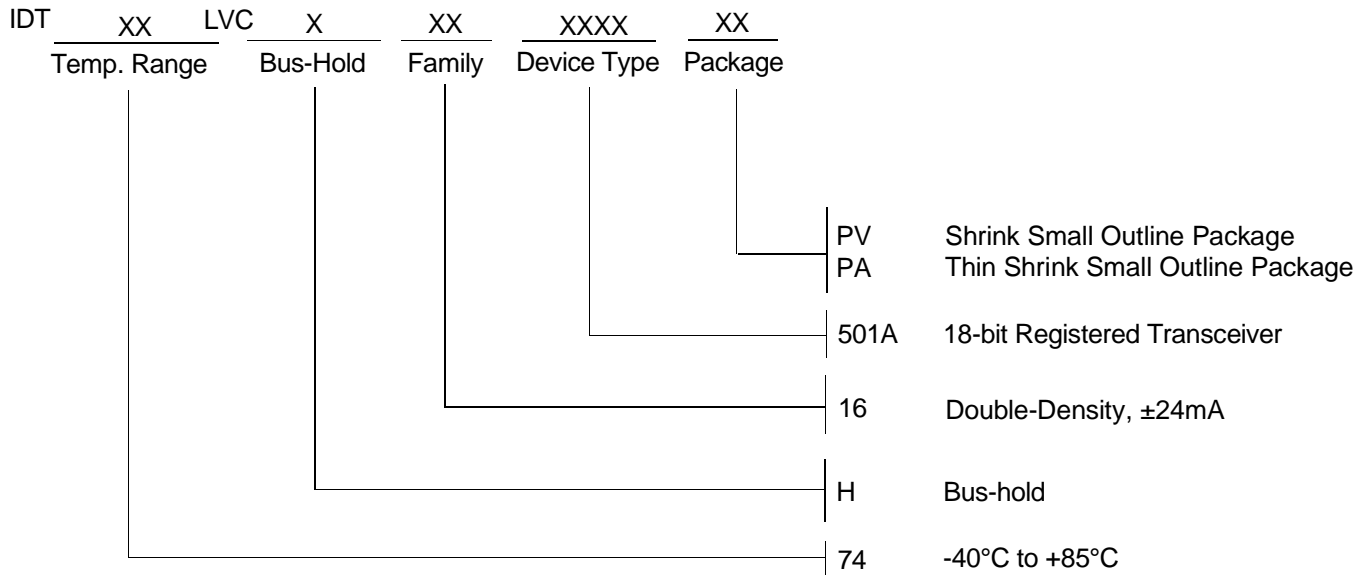 IDT XX LVC X XX XXXX XX
Temp. Range Bus-Hold Family Device Type Package
PV Shrink Small Outline Package
PA Thin Shrink Small Outline Package
501A 18-bit Registered Transceiver
16 Double-Density, ±24mA
H Bus-hold
74 -40°C to +85°C